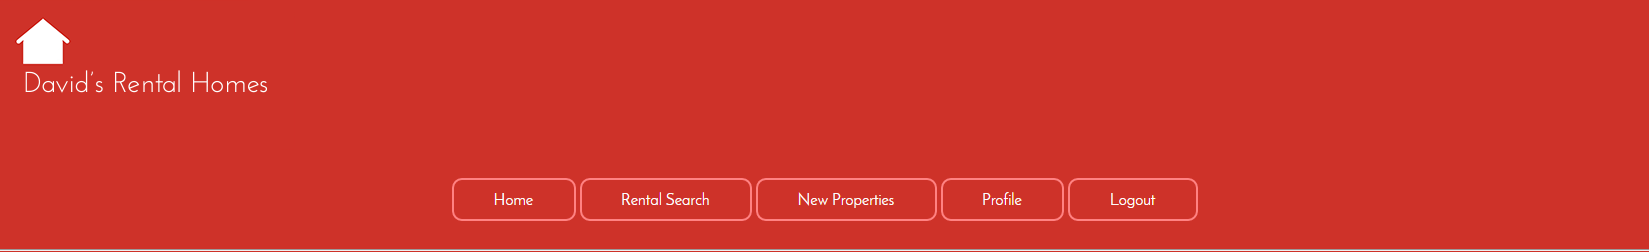 David's Rental Homes
Home Rental Search New Properties Profile Logout